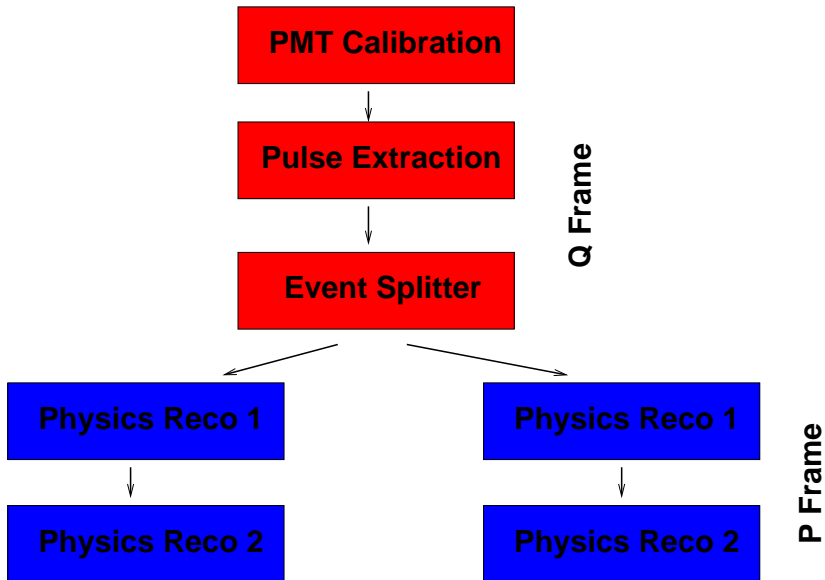 PMT Calibration
Pulse Extraction
Q Frame
Event Splitter
Physics Reco 1
Physics Reco 1
P Frame
Physics Reco 2
Physics Reco 2